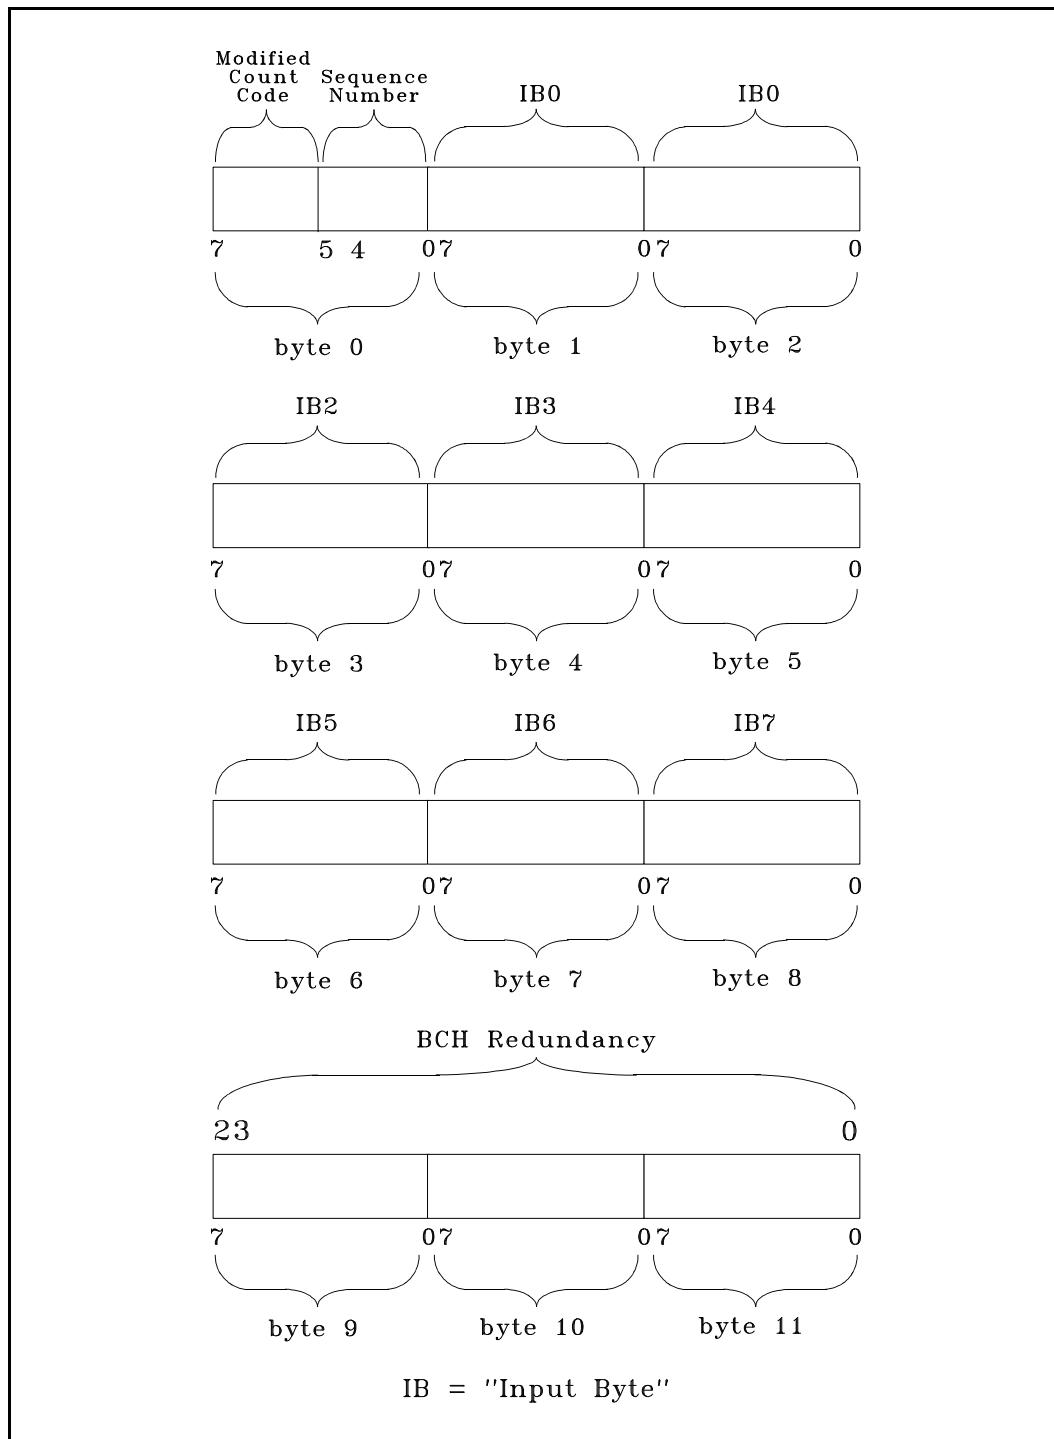 Modified
Count
Code
Sequence
Number
IB0
IB0
7 5 4 0 7 0 7 0
byte 0 byte 1 byte 2
IB2 IB3 IB4
7 0 7 0 7 0
byte 3 byte 4 byte 5
IB5 IB6 IB7
7 0 7 0 7 0
byte 6 byte 7 byte 8
BCH Redundancy
23 0
7 0 7 0 7 0
byte 9 byte 10 byte 11
IB = "Input Byte"